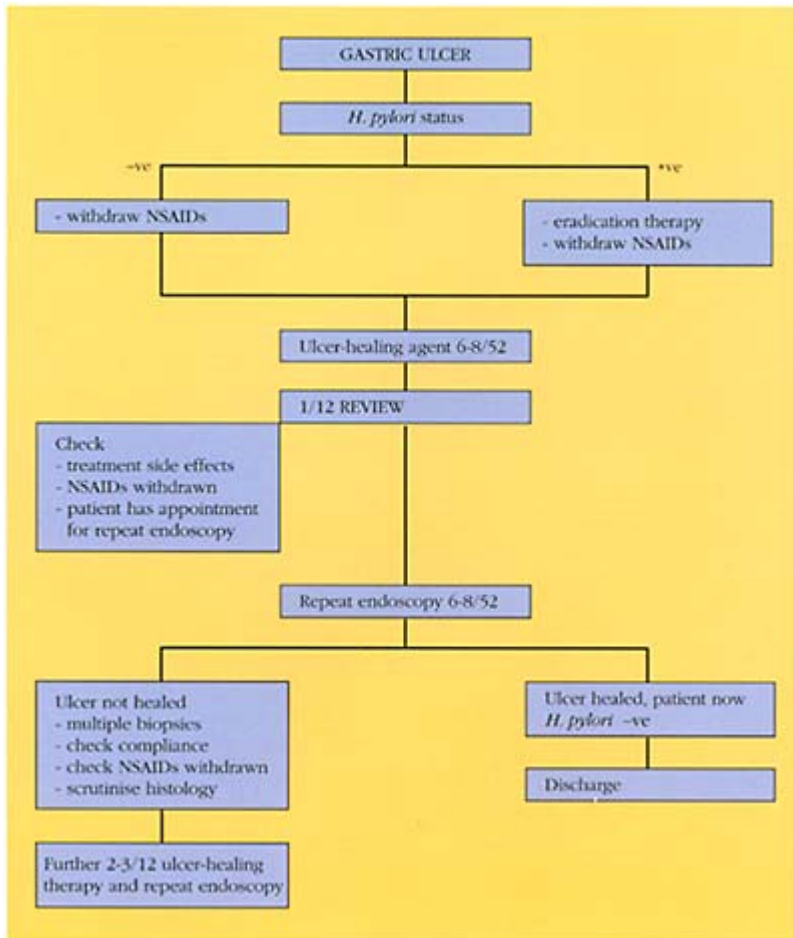 GASTRIC ULCER
H. pylori status
-ve
+ve
- withdraw NSAIDs
- eradication therapy
- withdraw NSAIDs
Ulcer-healing agent 6-8/52
1/12 REVIEW
Check
- treatment side effects
- NSAIDs withdrawn
- patient has appointment
for repeat endoscopy
Repeat endoscopy 6-8/52
Ulcer not healed
- multiple biopsies
- check compliance
- check NSAIDs withdrawn
- scrutinise histology
Ulcer healed, patient now
H. pylori -ve
Discharge
Further 2-3/12 ulcer-healing
therapy and repeat endoscopy